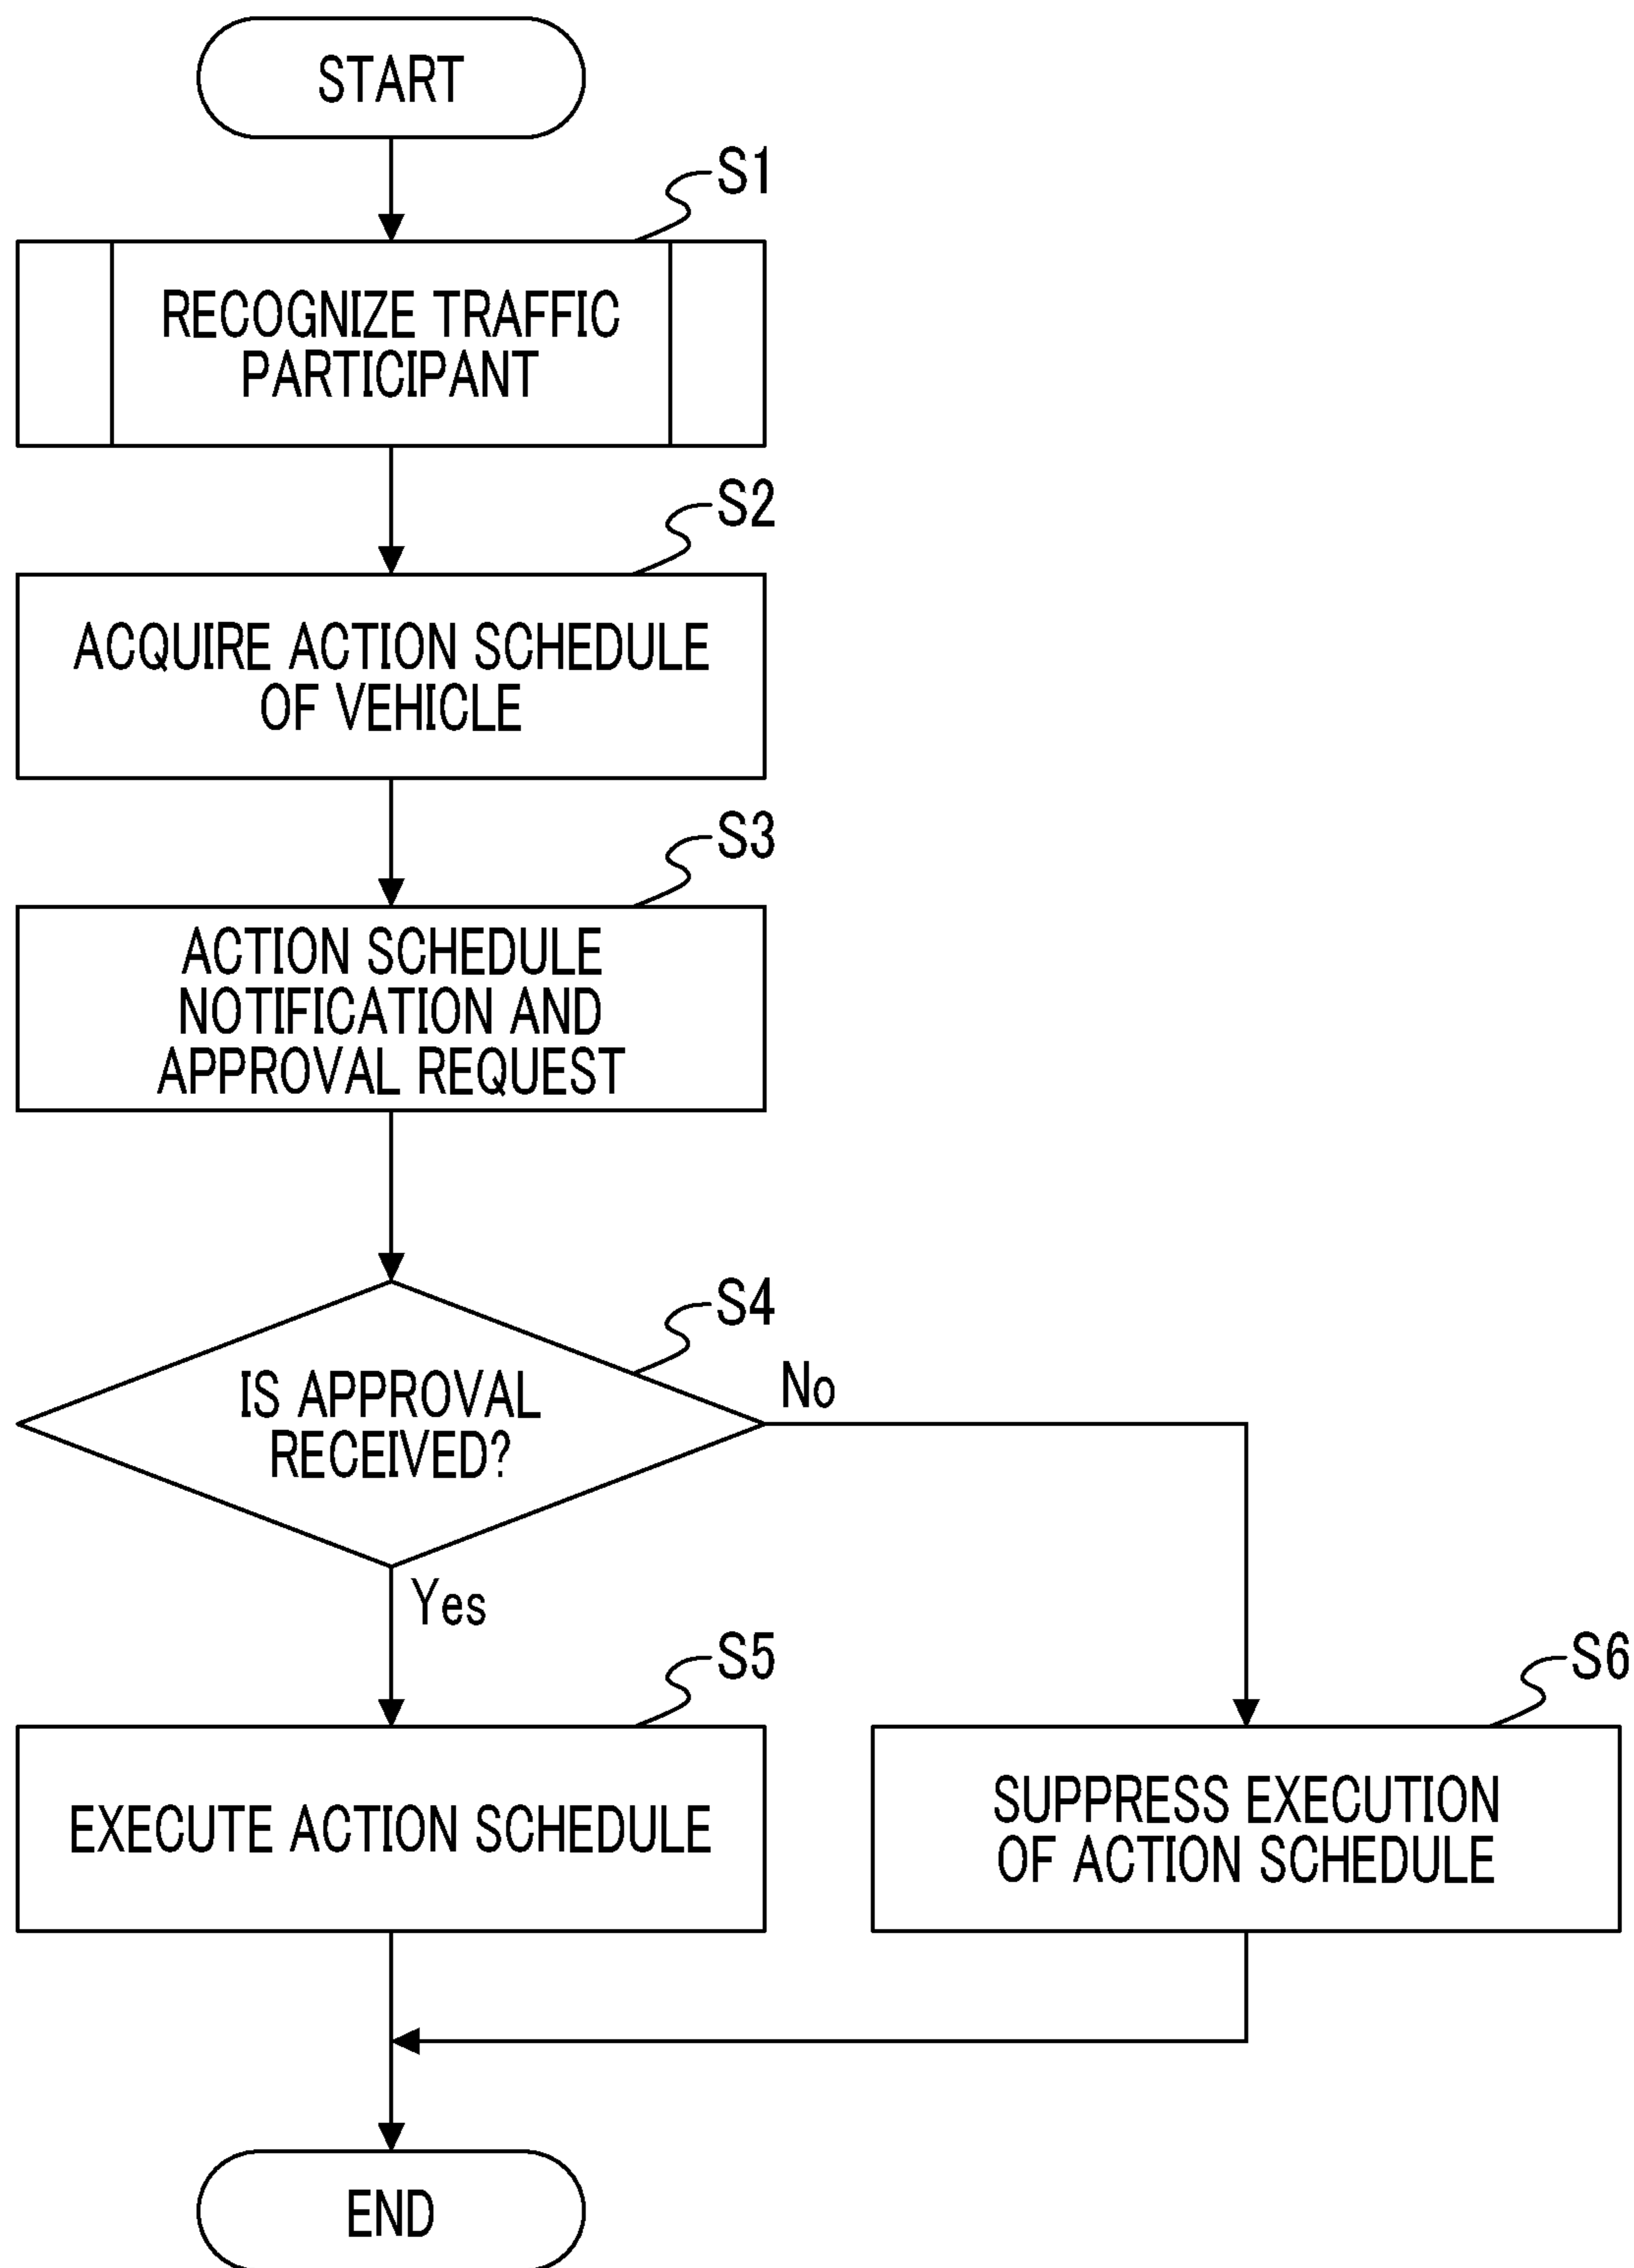 START
S1
RECOGNIZE TRAFFIC
PARTICIPANT
S2
ACQUIRE ACTION SCHEDULE
OF VEHICLE
S3
ACTION SCHEDULE
NOTIFICATION AND
APPROVAL REQUEST
S4
IS APPROVAL
RECEIVED?
No
Yes
S5
EXECUTE ACTION SCHEDULE
S6
SUPPRESS EXECUTION
OF ACTION SCHEDULE
END